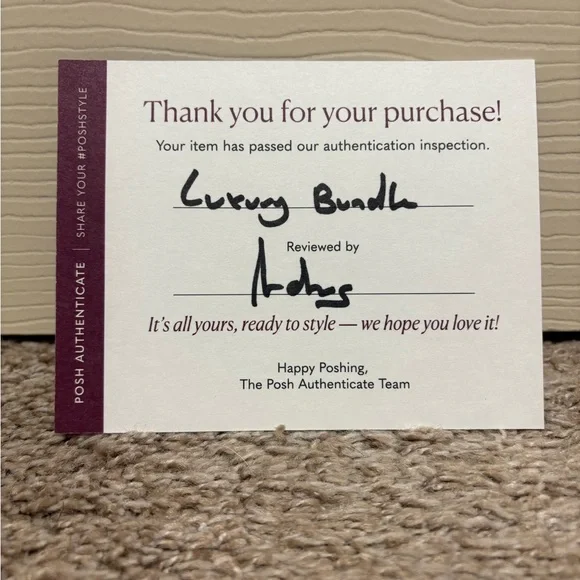 POSH AUTHENTICATE | SHARE YOUR #POSHSTYLE
Thank you for your purchase!
Your item has passed our authentication inspection.
Luxury Bundle
Reviewed by
It's all yours, ready to style — we hope you love it!
Happy Poshing,
The Posh Authenticate Team